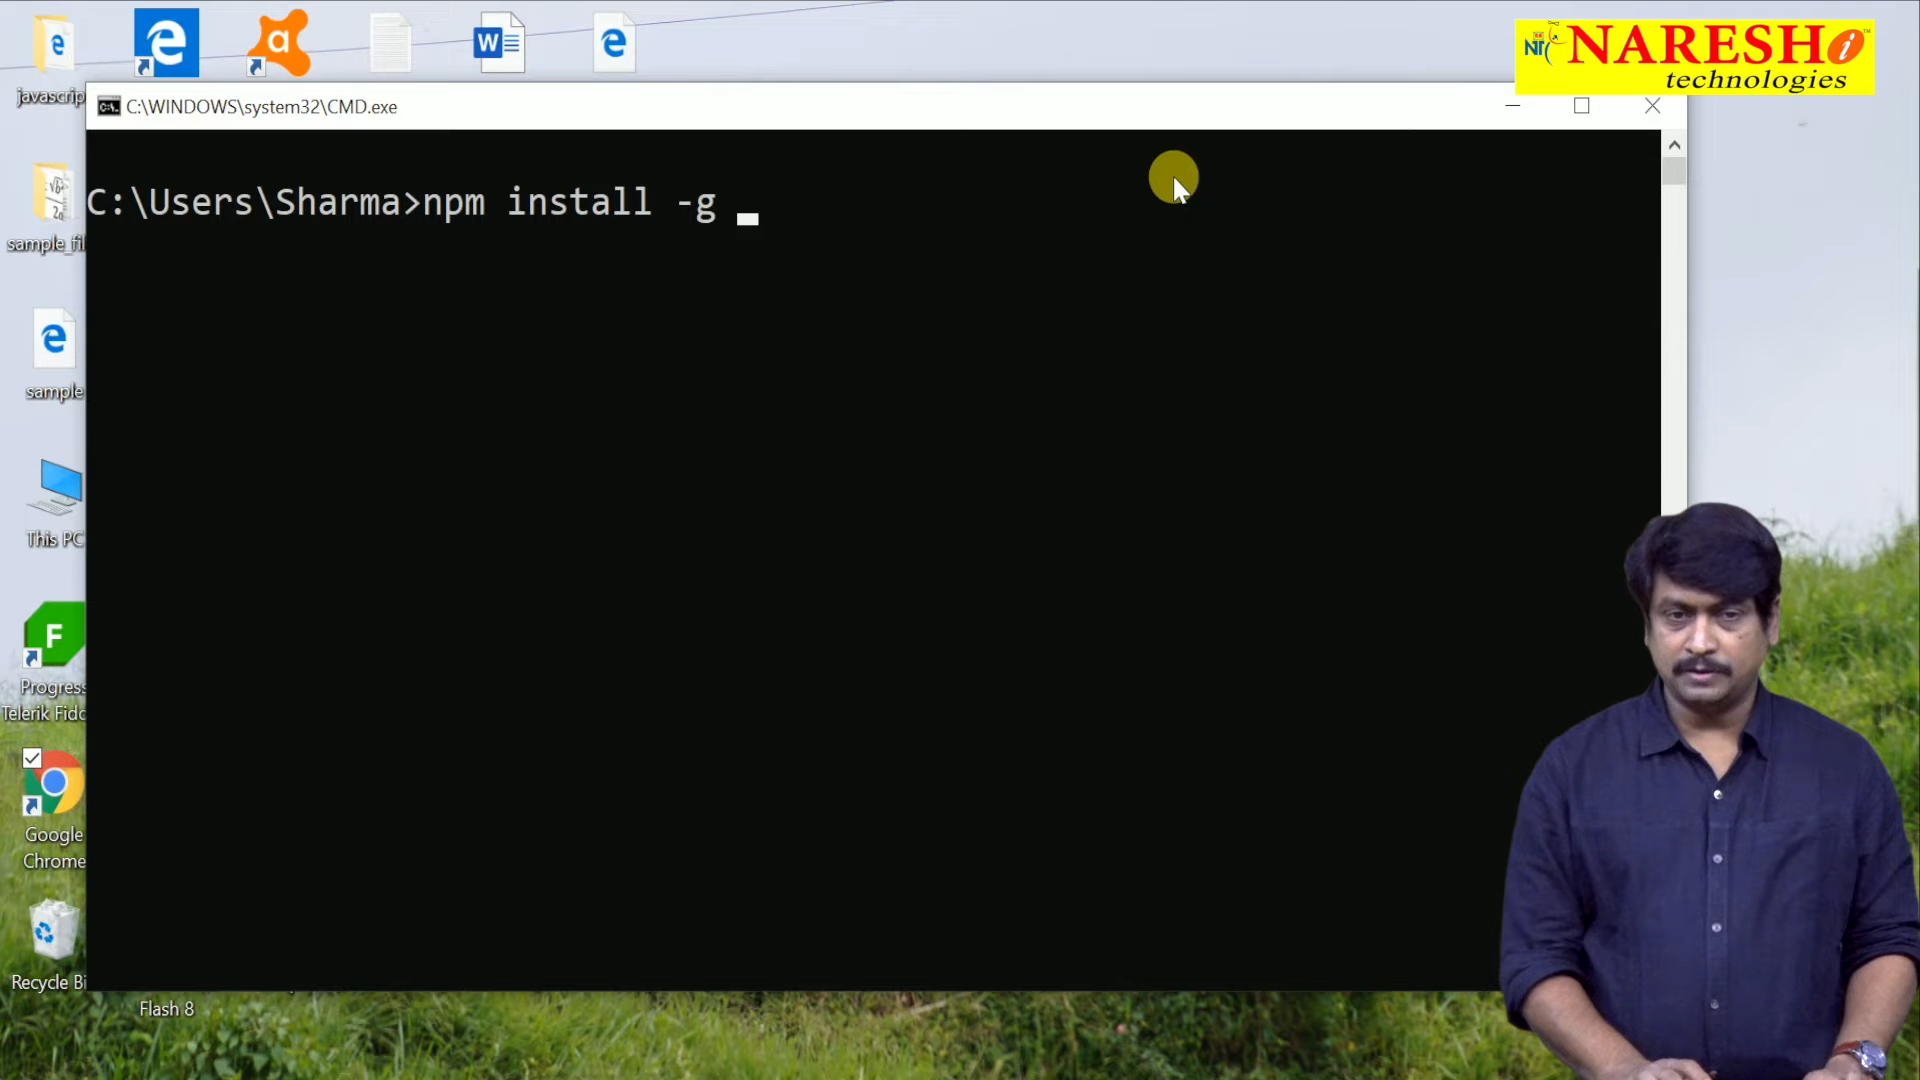 NARESH i
technologies
C:\WINDOWS\system32\CMD.exe
C:\Users\Sharma>npm install -g
javascrip
sample_fil
sample
This PC
Progress
Telerik Fidd
Google
Chrome
Recycle Bi
Flash 8